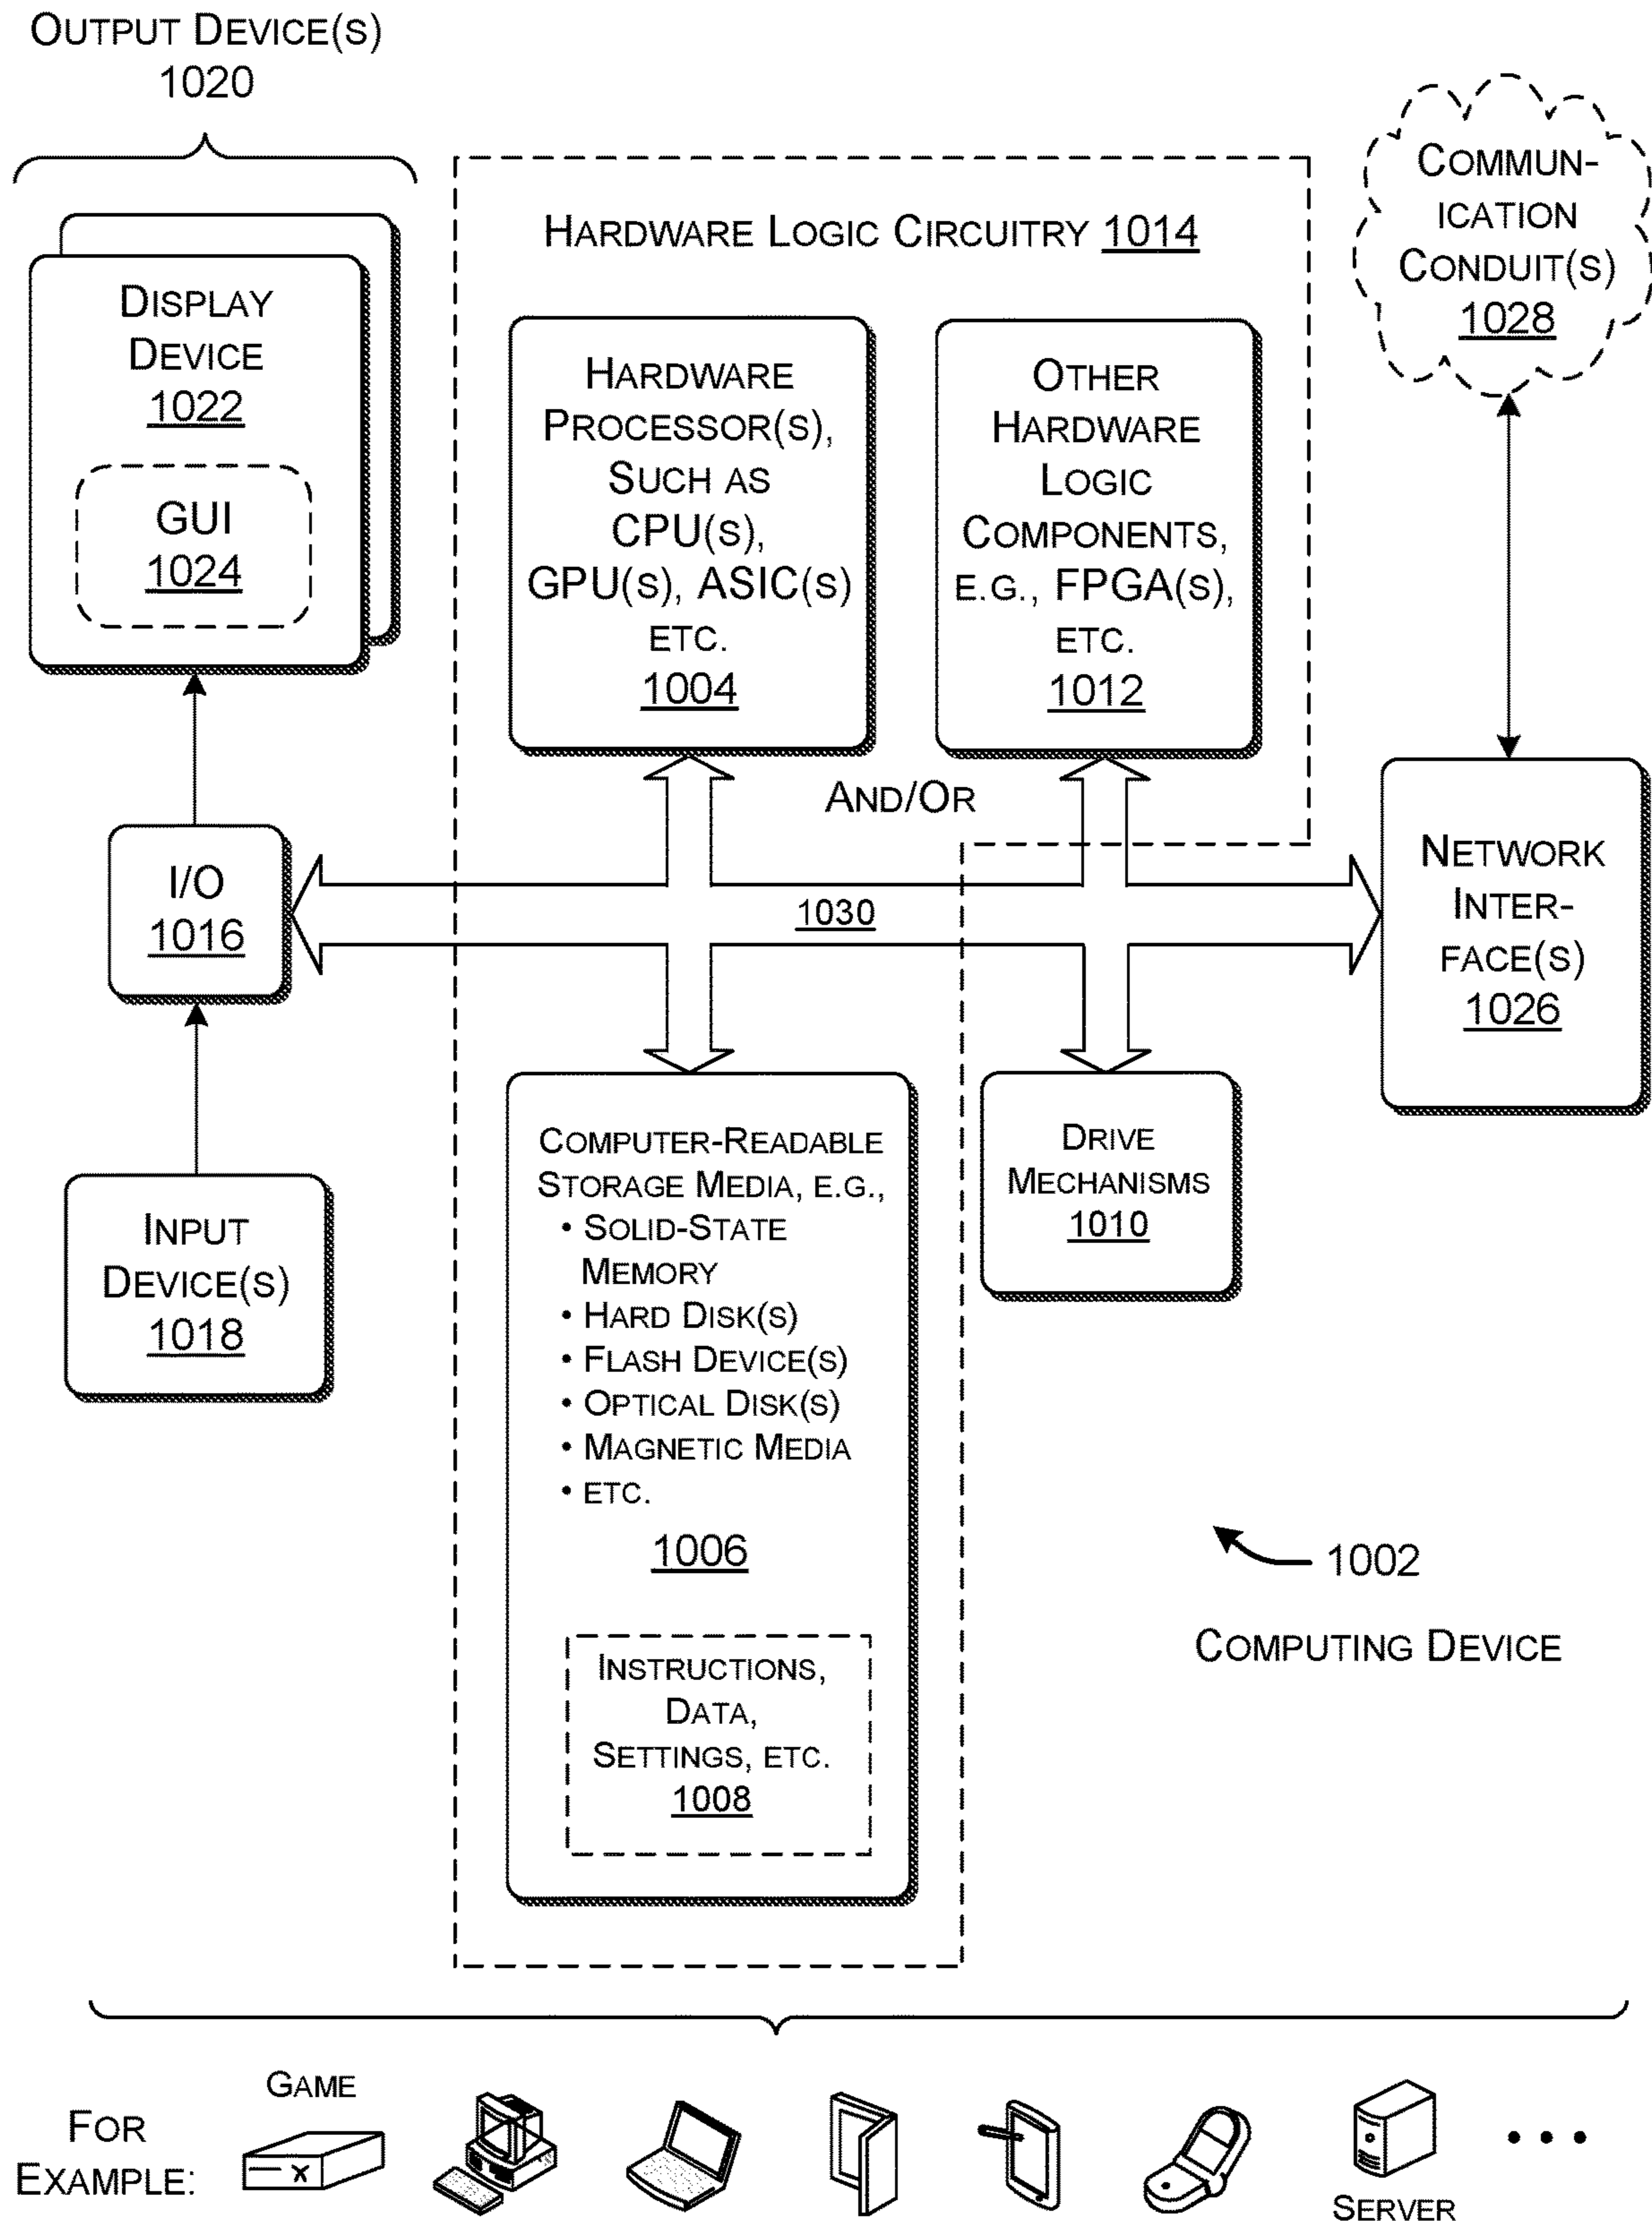 OUTPUT DEVICE(S)
1020
DISPLAY
DEVICE
1022
GUI
1024
I/O
1016
INPUT
DEVICE(S)
1018
HARDWARE LOGIC CIRCUITRY 1014
HARDWARE
PROCESSOR(S),
SUCH AS
CPU(S),
GPU(S), ASIC(S)
ETC.
1004
OTHER
HARDWARE
LOGIC
COMPONENTS,
E.G., FPGA(S),
ETC.
1012
AND/OR
1030
COMMUN-
ICATION
CONDUIT(S)
1028
NETWORK
INTER-
FACE(S)
1026
COMPUTER-READABLE
STORAGE MEDIA, E.G.,
• SOLID-STATE
MEMORY
• HARD DISK(S)
• FLASH DEVICE(S)
• OPTICAL DISK(S)
• MAGNETIC MEDIA
• ETC.
1006
INSTRUCTIONS,
DATA,
SETTINGS, ETC.
1008
DRIVE
MECHANISMS
1010
1002
COMPUTING DEVICE
FOR
EXAMPLE:
GAME
X
SERVER
• • •